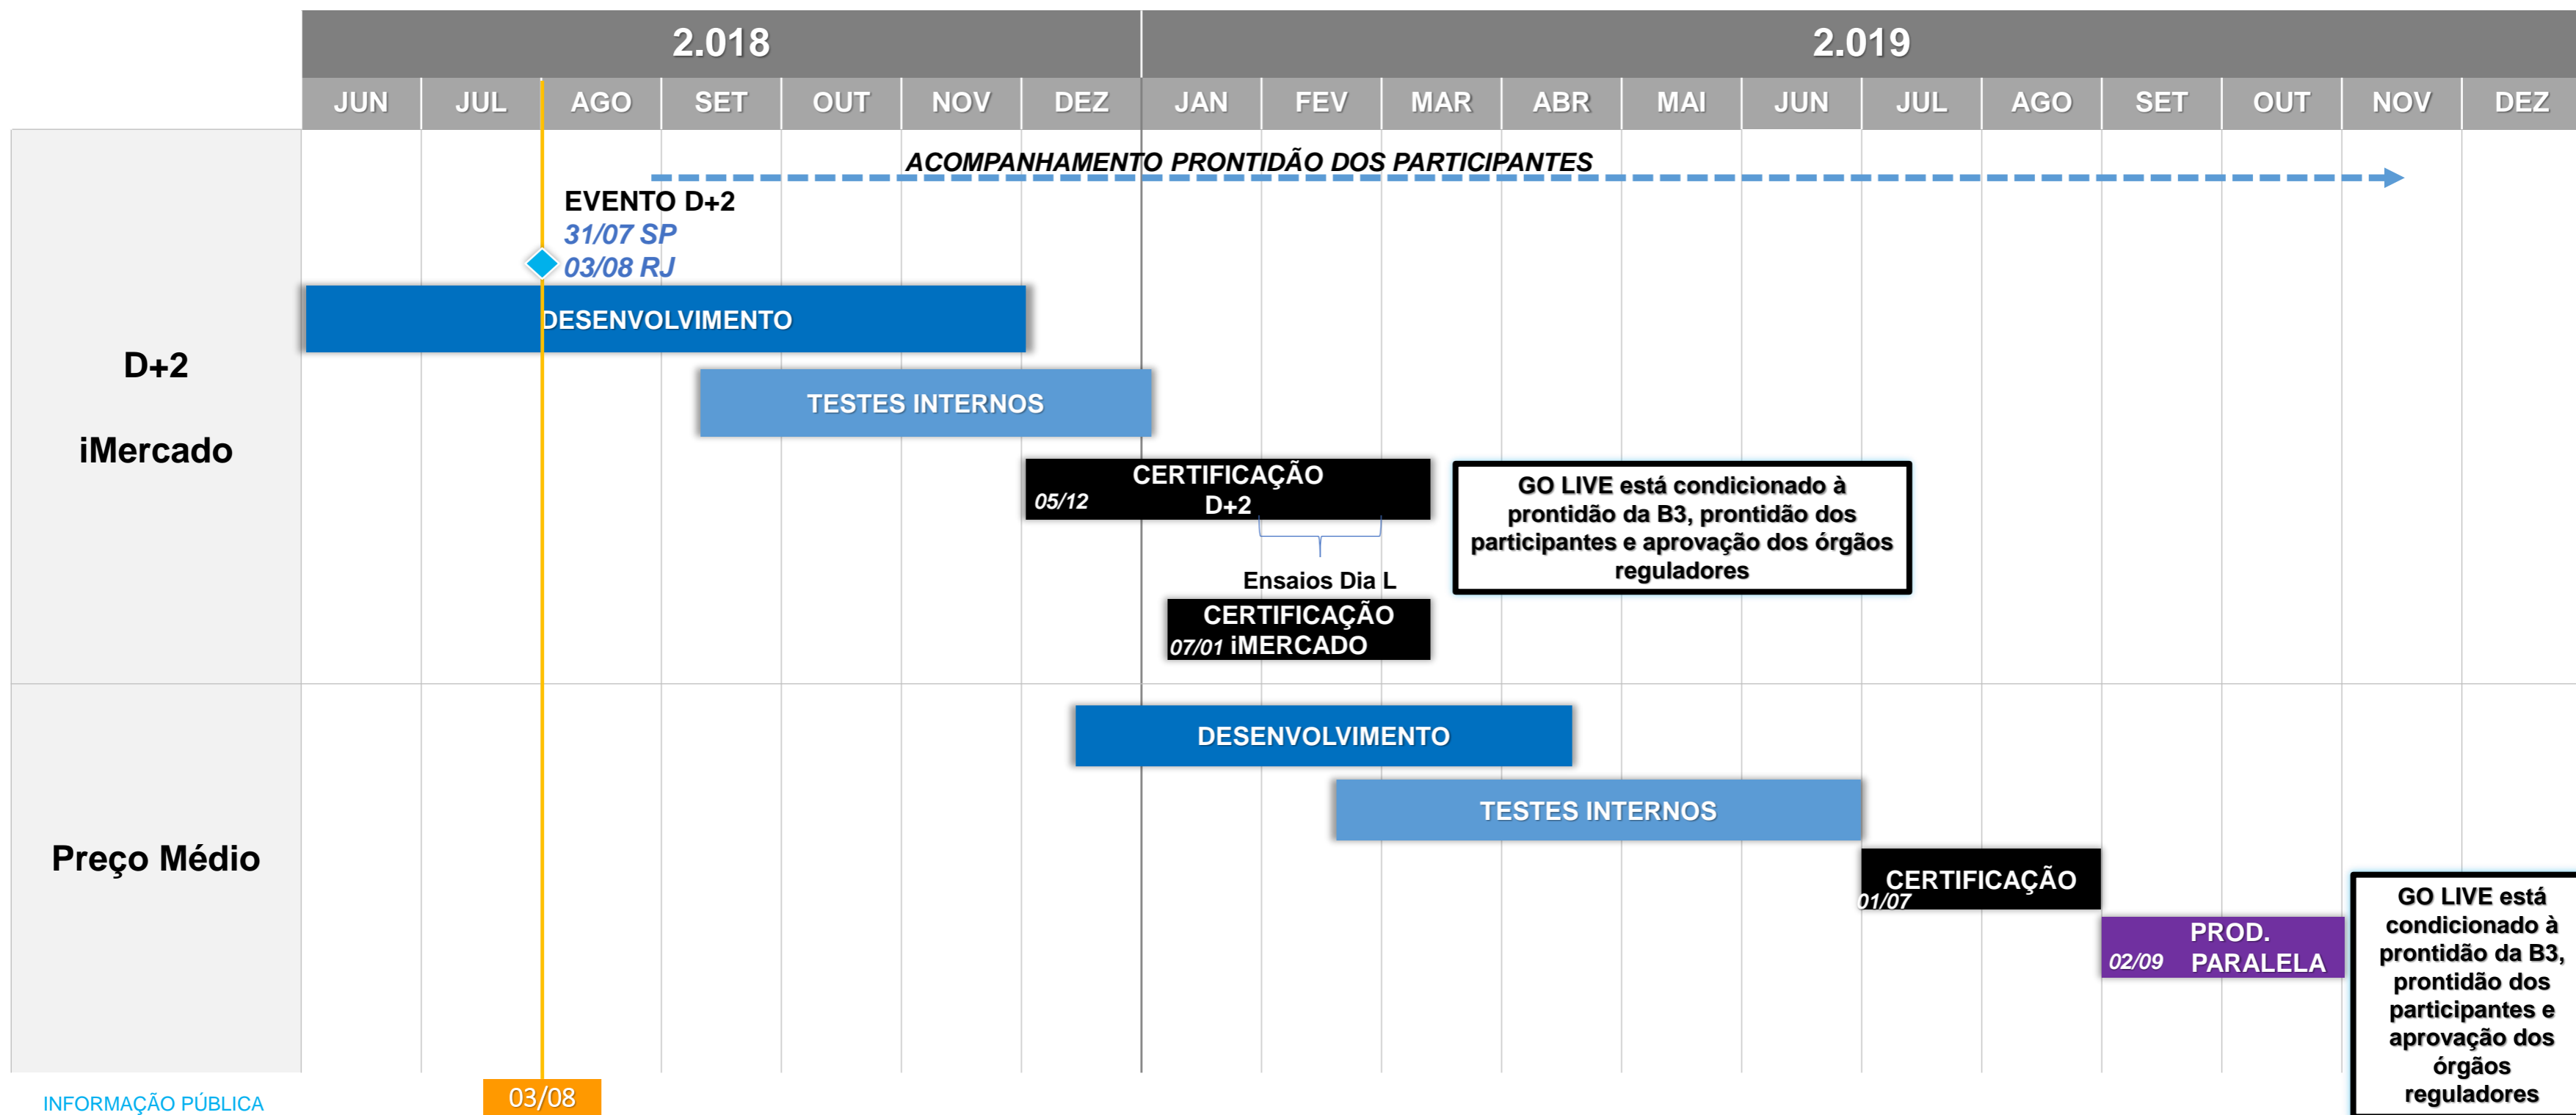 2.018
2.019
JUN JUL AGO SET OUT NOV DEZ JAN FEV MAR ABR MAI JUN JUL AGO SET OUT NOV DEZ
ACOMPANHAMENTO PRONTIDÃO DOS PARTICIPANTES
EVENTO D+2
31/07 SP
03/08 RJ
D+2
iMercado
DESENVOLVIMENTO
TESTES INTERNOS
CERTIFICAÇÃO
05/12 D+2
Ensaios Dia L
CERTIFICAÇÃO
07/01 iMERCADO
GO LIVE está condicionado à
prontidão da B3, prontidão dos
participantes e aprovação dos órgãos
reguladores
Preço Médio
DESENVOLVIMENTO
TESTES INTERNOS
CERTIFICAÇÃO
01/07
PROD.
02/09 PARALELA
GO LIVE está
condicionado à
prontidão da B3,
prontidão dos
participantes e
aprovação dos
órgãos
reguladores
03/08
INFORMAÇÃO PÚBLICA